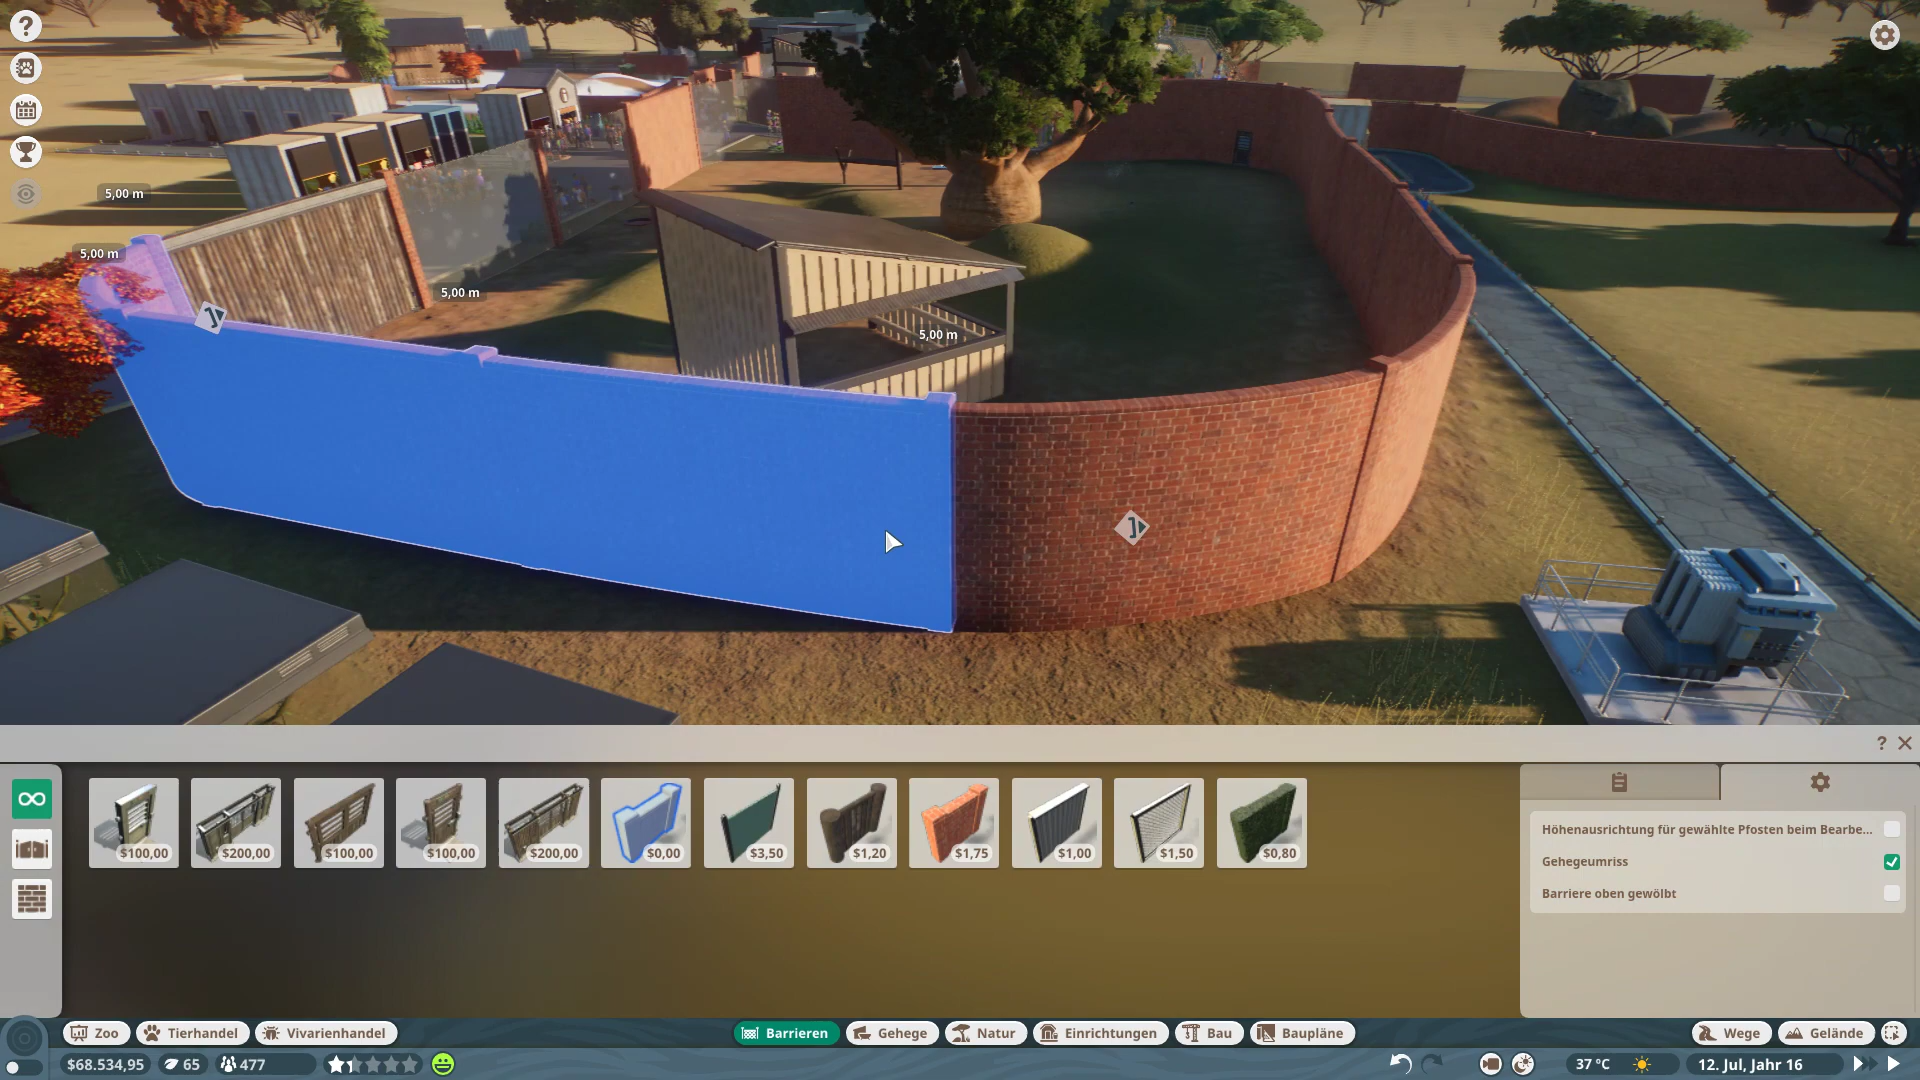 5,00 m
5,00 m
5,00 m
5,00 m
?
?
$100,00
$200,00
$100,00
$100,00
$200,00
$0,00
$3,50
$1,20
$1,75
$1,00
$1,50
$0,80
Höhenausrichtung für gewählte Pfosten beim Bearbe...
Gehegeumriss
Barriere oben gewölbt
Zoo
Tierhandel
Vivarienhandel
Barrieren
Gehege
Natur
Einrichtungen
Bau
Baupläne
Wege
Gelände
$68.534,95
65
477
37 °C
12. Jul, Jahr 16